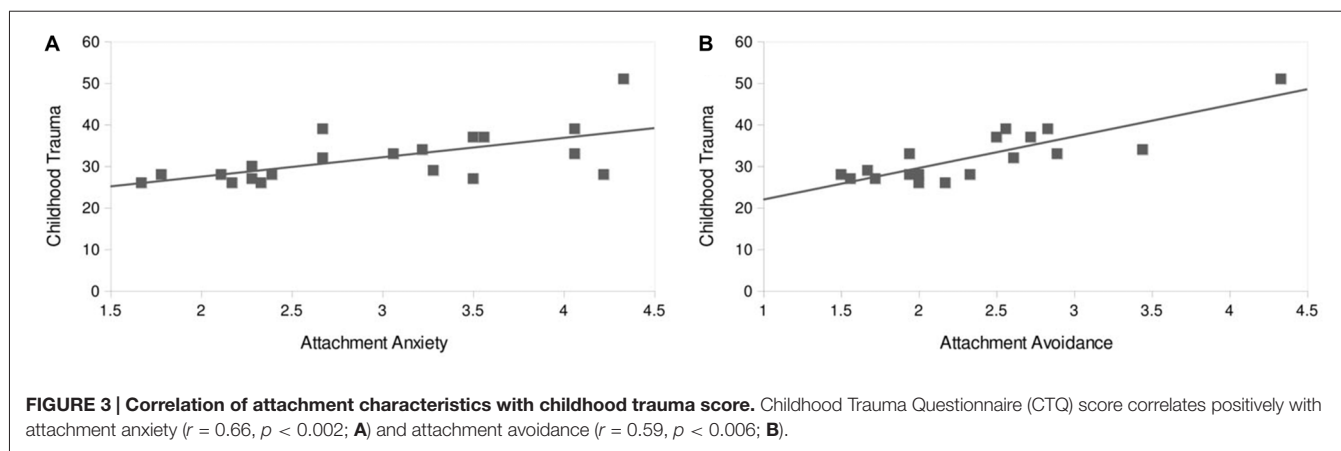 A
60
50
40
30
20
10
0
Childhood Trauma
1.5 2 2.5 3 3.5 4 4.5
Attachment Anxiety
B
60
50
40
30
20
10
0
Childhood Trauma
1 1.5 2 2.5 3 3.5 4 4.5
Attachment Avoidance
FIGURE 3 | Correlation of attachment characteristics with childhood trauma score. Childhood Trauma Questionnaire (CTQ) score correlates positively with
attachment anxiety (r = 0.66, p < 0.002; A) and attachment avoidance (r = 0.59, p < 0.006; B).